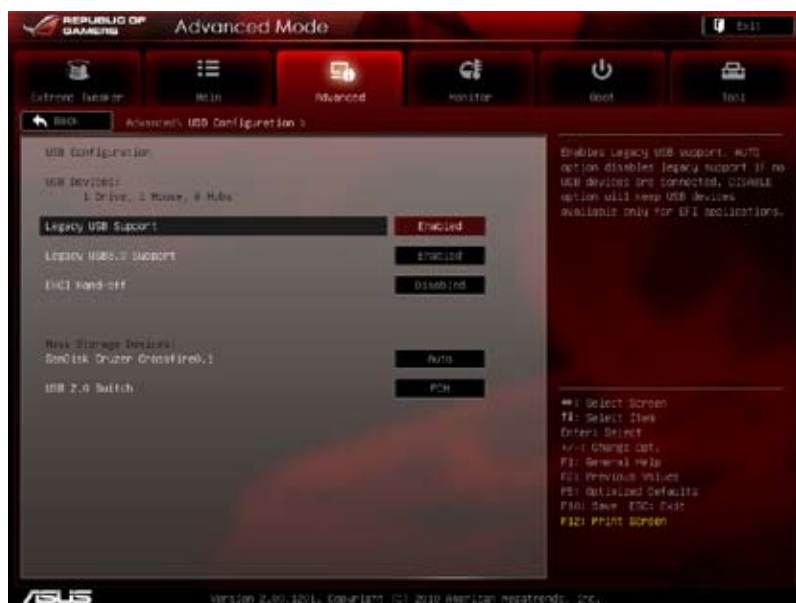 REPUBLIC OF
GAMERS
Advanced Mode
Exit
Extreme Tweaker
Main
Advanced
Monitor
Boot
Tool
Back
Advanced\ USB Configuration >
USB Configuration
USB Devices:
1 Drive, 1 Mouse, Hubs
Legacy USB Support
Enabled
Legacy USB3.0 Support
Enabled
EHCI Hand-off
Disabled
Mass Storage Devices:
SanDisk Cruzer Crossfire0.1
Auto
USB 2.0 Switch
PCH
Enables Legacy USB support. AUTO
option disables legacy support if no
USB devices are connected. DISABLE
option will keep USB devices
available only for EFI applications.
: Select Screen
: Select Item
Enter: Select
+/-: Change Opt.
F1: General Help
F2: Previous Values
F5: Optimized Defaults
F10: Save ESC: Exit
F12: Print Screen
ASUS
Version 2.00.1201. Copyright (C) 2010 American Megatrends, Inc.